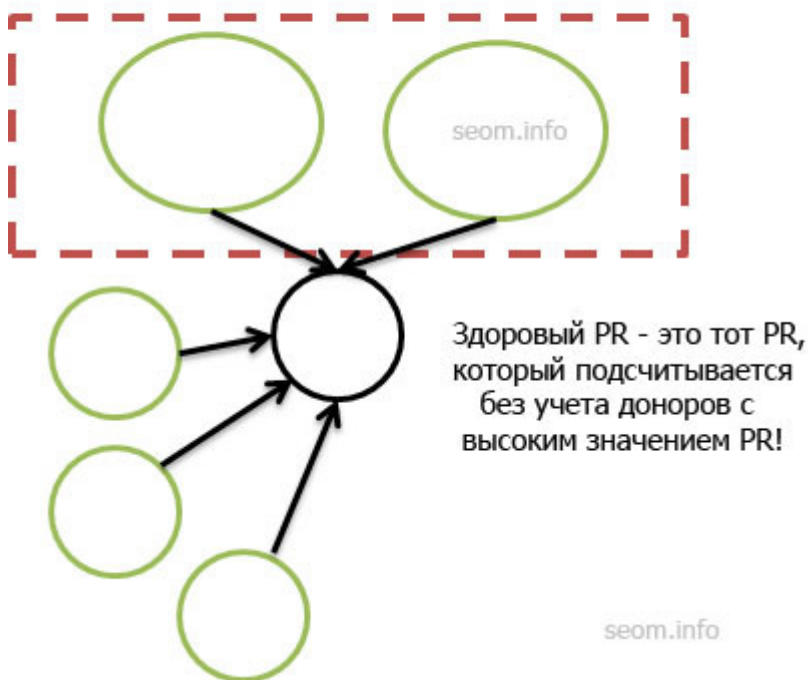 seom.info
Здоровый PR - это тот PR,
который подсчитывается
без учета доноров с
высоким значением PR!
seom.info